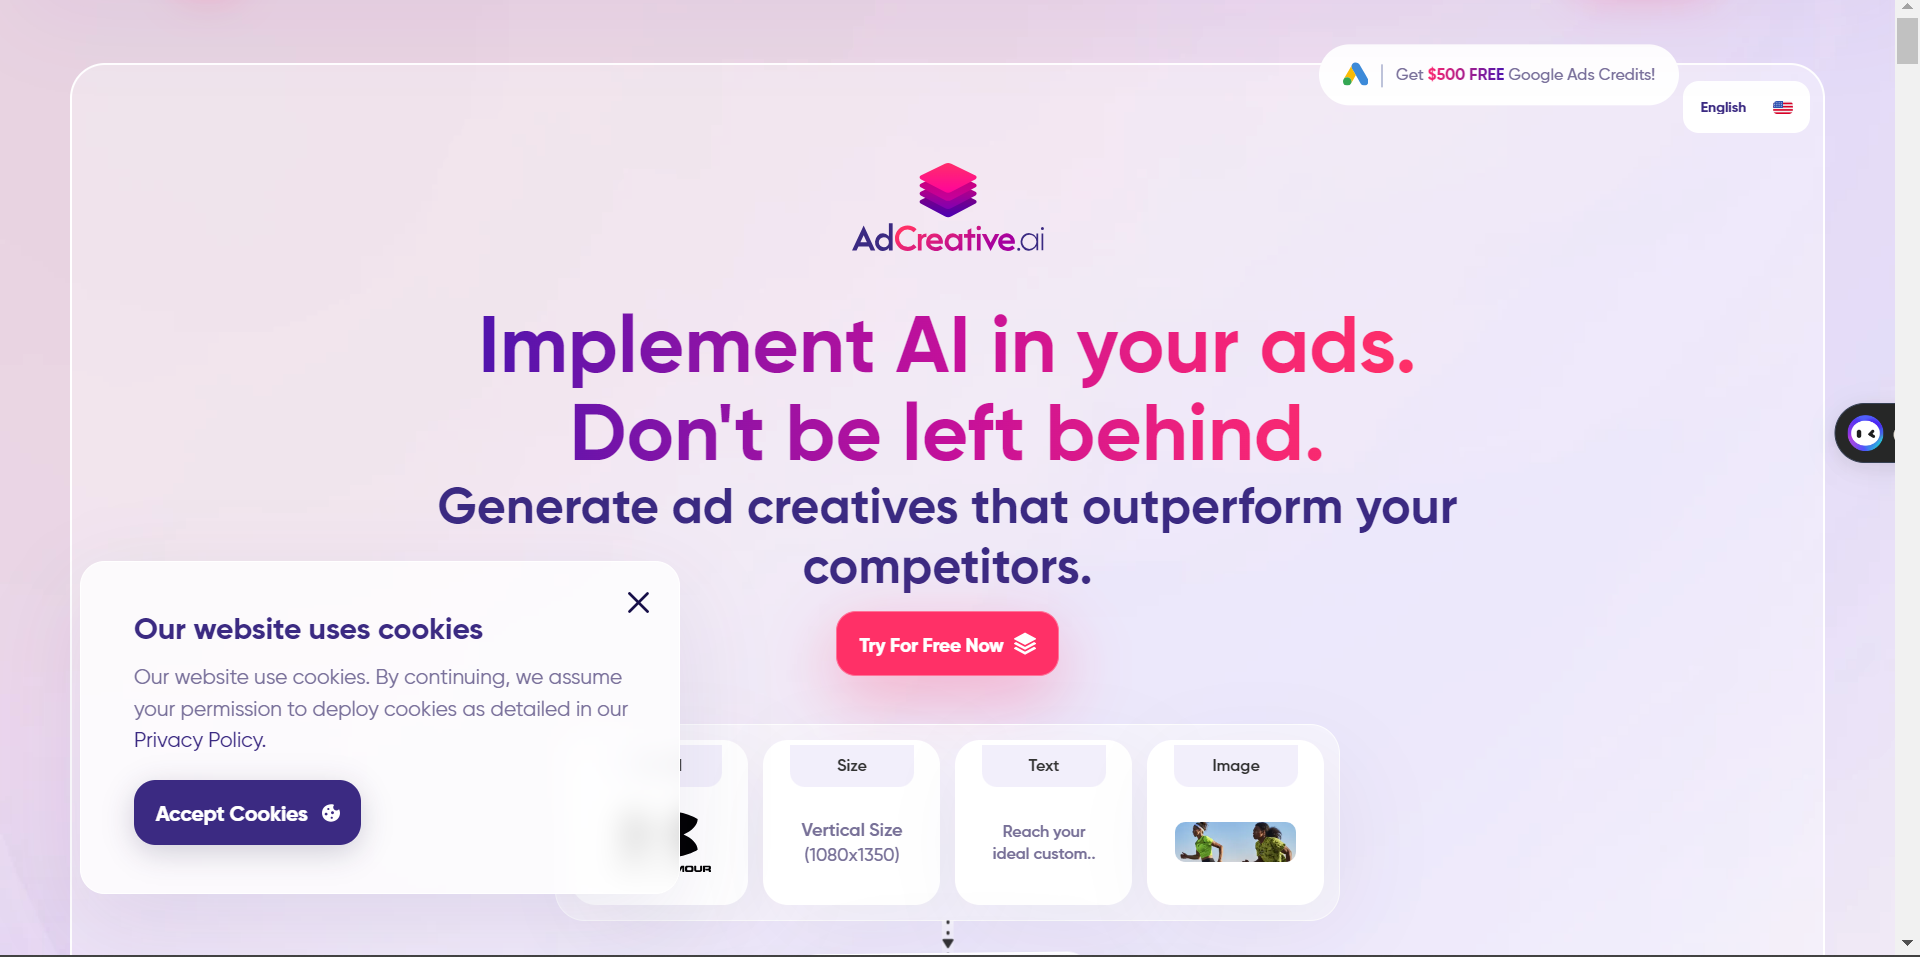 Get $500 FREE Google Ads Credits!
English
AdCreative.ai
Implement AI in your ads.
Don't be left behind.
Generate ad creatives that outperform your
competitors.
Try For Free Now
Our website uses cookies
Our website use cookies. By continuing, we assume
your permission to deploy cookies as detailed in our
Privacy Policy.
Accept Cookies
Size
Vertical Size
(1080x1350)
Text
Reach your
ideal custom..
Image